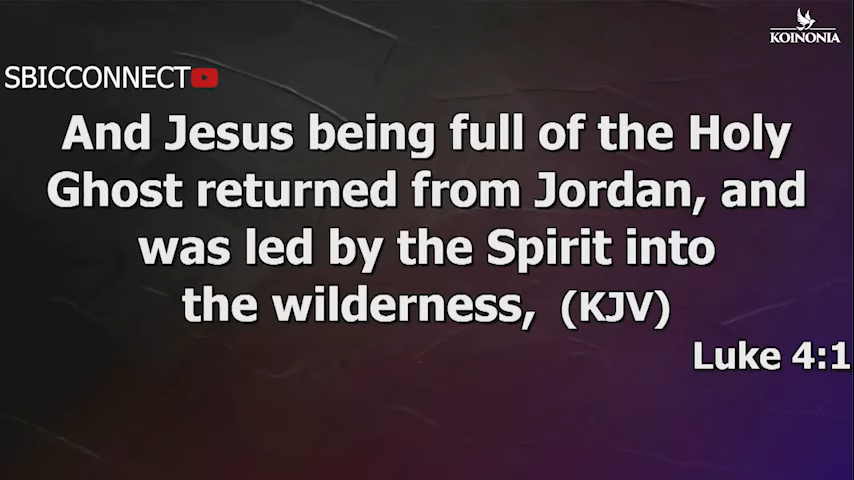 KOINONIA
SBICCONNECT
And Jesus being full of the Holy
Ghost returned from Jordan, and
was led by the Spirit into
the wilderness, (KJV)
Luke 4:1